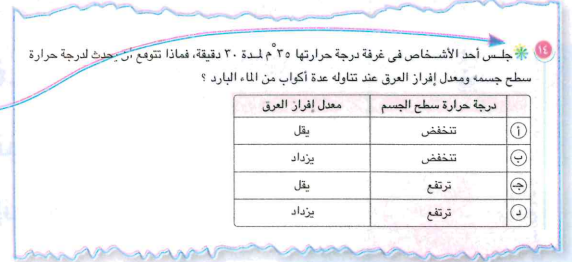 ١٤ جلس أحد الأشخاص فى غرفة درجة حرارتها ٣٥°م لمدة ٣٠ دقيقة، فماذا تتوقع أن يحدث لدرجة حرارة
سطح جسمه ومعدل إفراز العرق عند تناوله عدة أكواب من الماء البارد ؟
درجة حرارة سطح الجسم معدل إفراز العرق
أ تنخفض يقل
ب تنخفض يزداد
جـ ترتفع يقل
د ترتفع يزداد